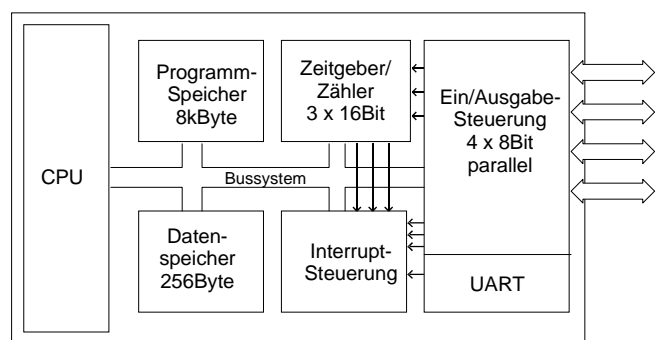 CPU
Programm-
Speicher
8kByte
Zeitgeber/
Zähler
3 x 16Bit
Ein/Ausgabe-
Steuerung
4 x 8Bit
parallel
Bussystem
Daten-
speicher
256Byte
Interrupt-
Steuerung
UART